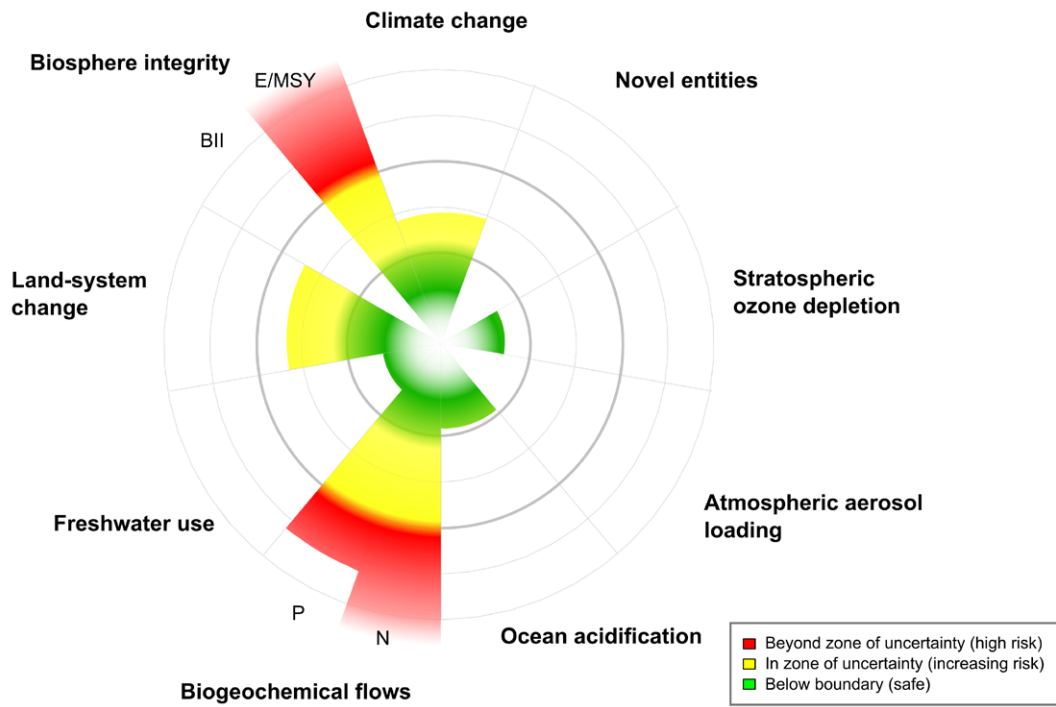 Climate change
Biosphere integrity
E/MSY
Novel entities
BII
Land-system
change
Stratospheric
ozone depletion
Freshwater use
Atmospheric aerosol
loading
P
N
Ocean acidification
Biogeochemical flows
Beyond zone of uncertainty (high risk)
In zone of uncertainty (increasing risk)
Below boundary (safe)